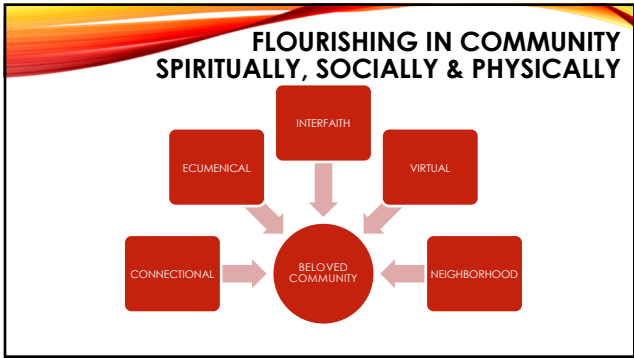 FLOURISHING IN COMMUNITY
SPIRITUALLY, SOCIALLY & PHYSICALLY
INTERFAITH
ECUMENICAL
VIRTUAL
CONNECTIONAL
BELOVED
COMMUNITY
NEIGHBORHOOD